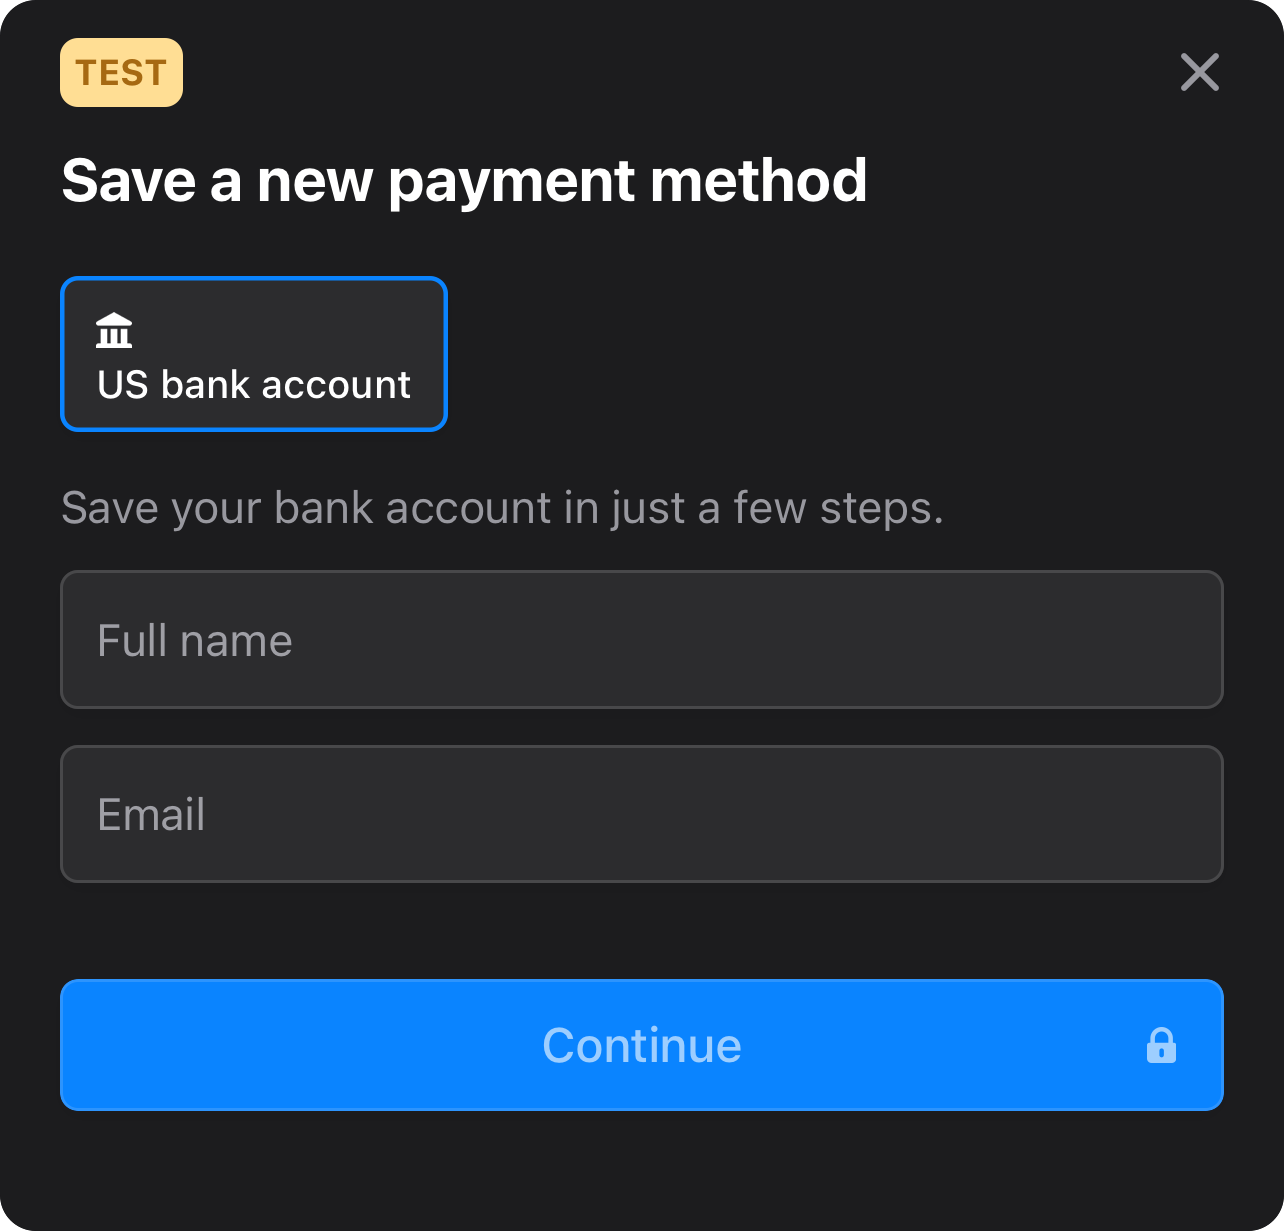 TEST
Save a new payment method
US bank account
Save your bank account in just a few steps.
Full name
Email
Continue